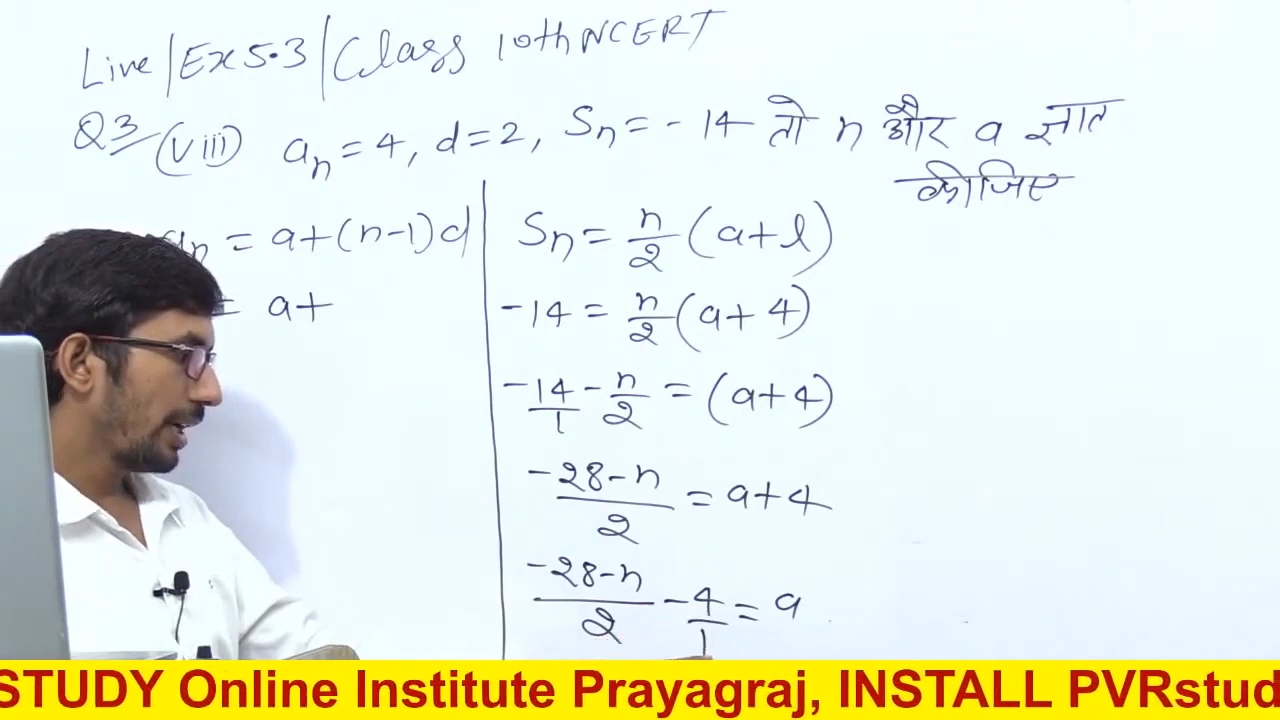 Live/Ex 5.3/Class 10th NCERT
Q3 (viii) an = 4, d = 2, Sn = -14 तो n और a ज्ञात
कीजिए
an = a+(n-1)d
= a+
Sn = n/2 (a+l)
-14 = n/2 (a+4)
-14/1 - n/2 = (a+4)
-28-n/2 = a+4
-28-n/2 - 4/1 = a
STUDY Online Institute Prayagraj, INSTALL PVRstud